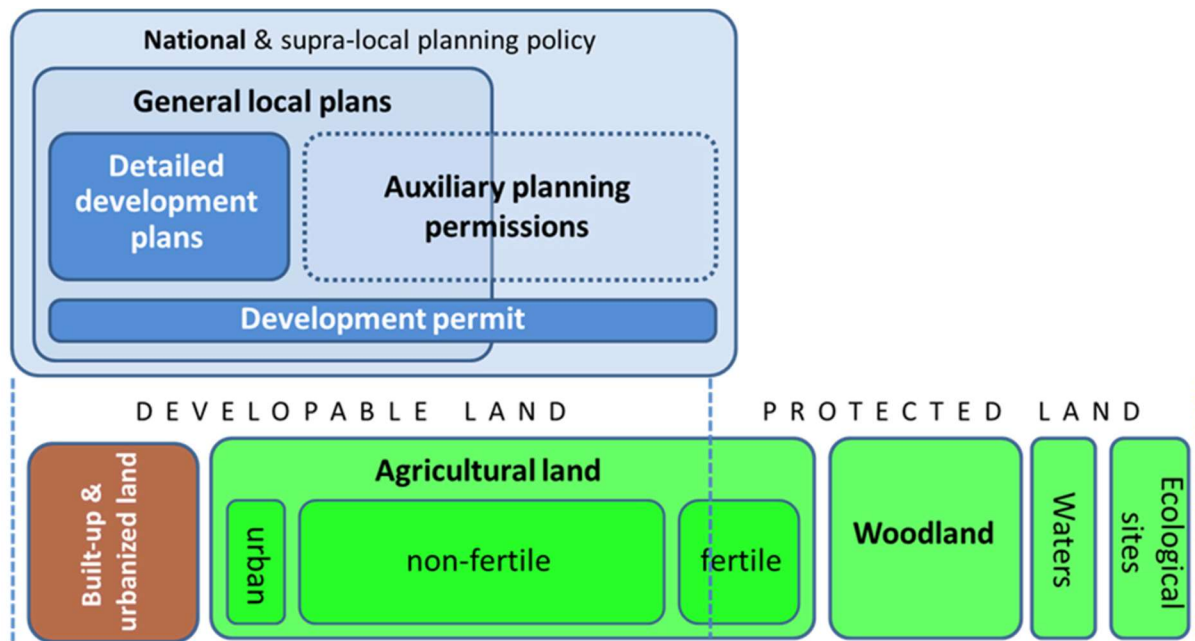 National & supra-local planning policy
General local plans
Detailed
development
plans
Auxiliary planning
permissions
Development permit
DEVELOPABLE LAND
PROTECTED LAND
Built-up &
urbanized land
Agricultural land
urban
non-fertile
fertile
Woodland
Waters
Ecological
sites